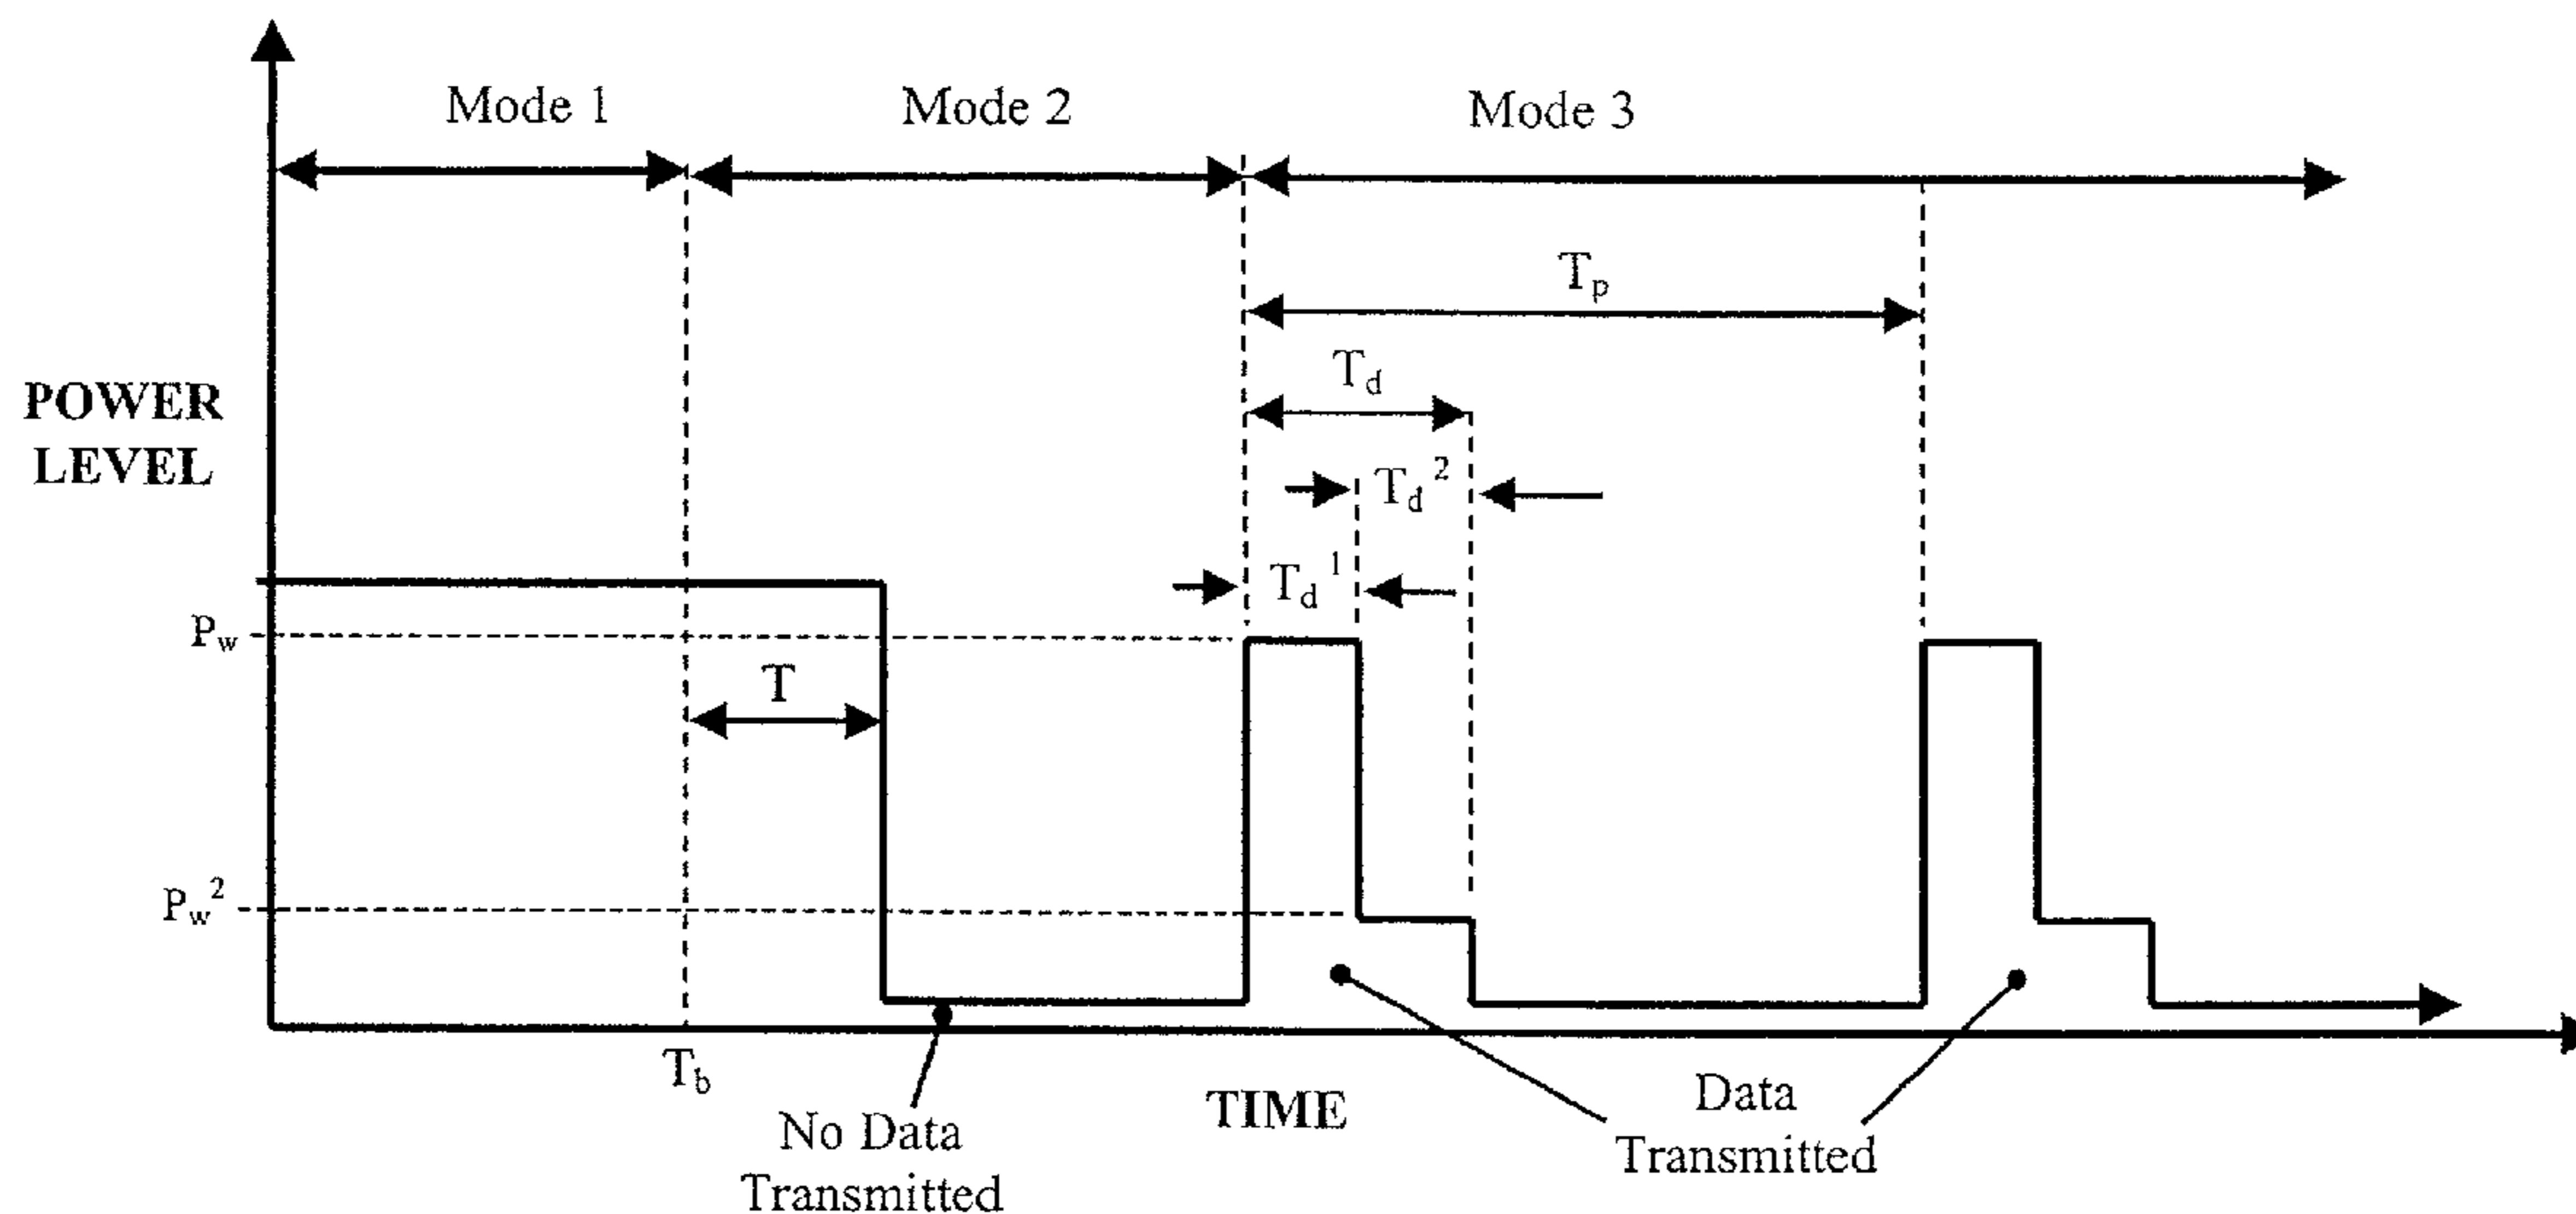 Mode 1
Mode 2
Mode 3
Tp
Td
POWER
LEVEL
Td 2
Td 1
Pw
T
Pw 2
Tb
TIME
No Data
Transmitted
Data
Transmitted